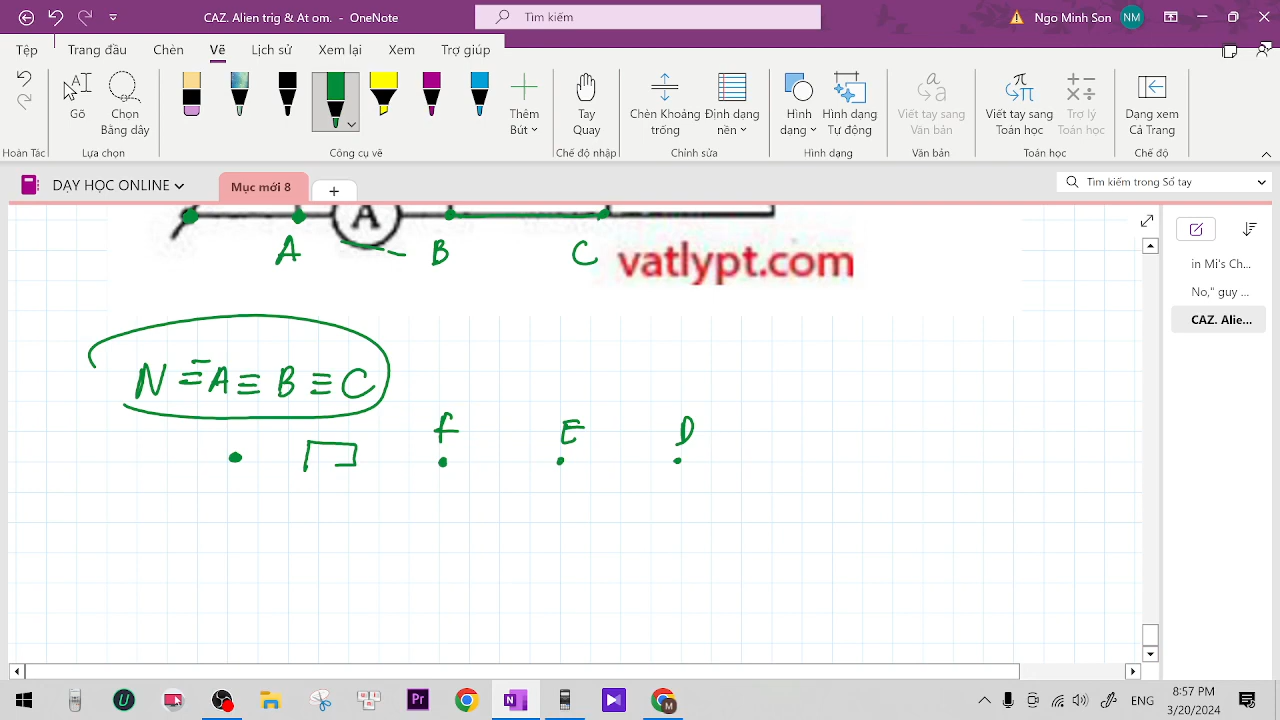 CAZ. Alien tr... And so on. - OneNote
Tìm kiếm
Ngo Minh Son NM
Tệp Trang đầu Chèn Vẽ Lịch sử Xem lại Xem Trợ giúp
Gõ
Chọn Bằng dây
Thêm Bút
Tay Quay
Chèn Khoảng trống
Định dạng nền
Hình dạng
Hình dạng Tự động
Viết tay sang Văn bản
Viết tay sang Toán học
Trợ lý Toán học
Dạng xem Cả Trang
Hoàn Tác Lựa chọn Công cụ vẽ Chế độ nhập Chỉnh sửa Hình dạng Văn bản Toán học Chế độ
DẠY HỌC ONLINE Mục mới 8 +
Tìm kiếm trong Sổ tay
A
A B C vatlypt.com
in Mi's Ch...
No," guy ...
CAZ. Alie...
N ≡ A ≡ B ≡ C
f E D
Pr M ENG 8:57 PM
3/20/2024